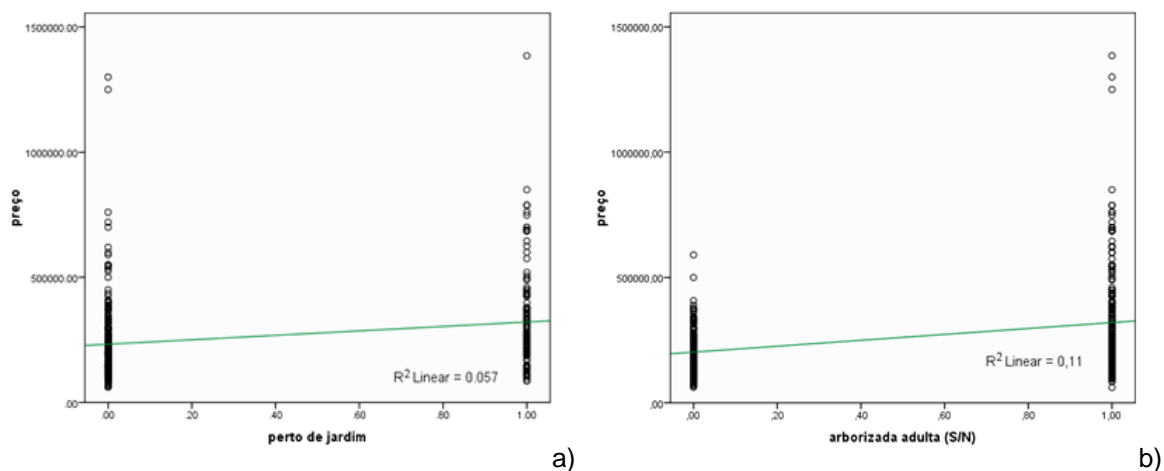 1500000.00
1000000.00
500000.00
.00
preço
,00
,20
,40
,60
,80
1.00
perto de jardim
R² Linear = 0.057
a)
1500000,00
1000000,00
500000,00
,00
preço
,00
,20
,40
,60
,80
1,00
arborizada adulta (S/N)
R² Linear = 0,11
b)